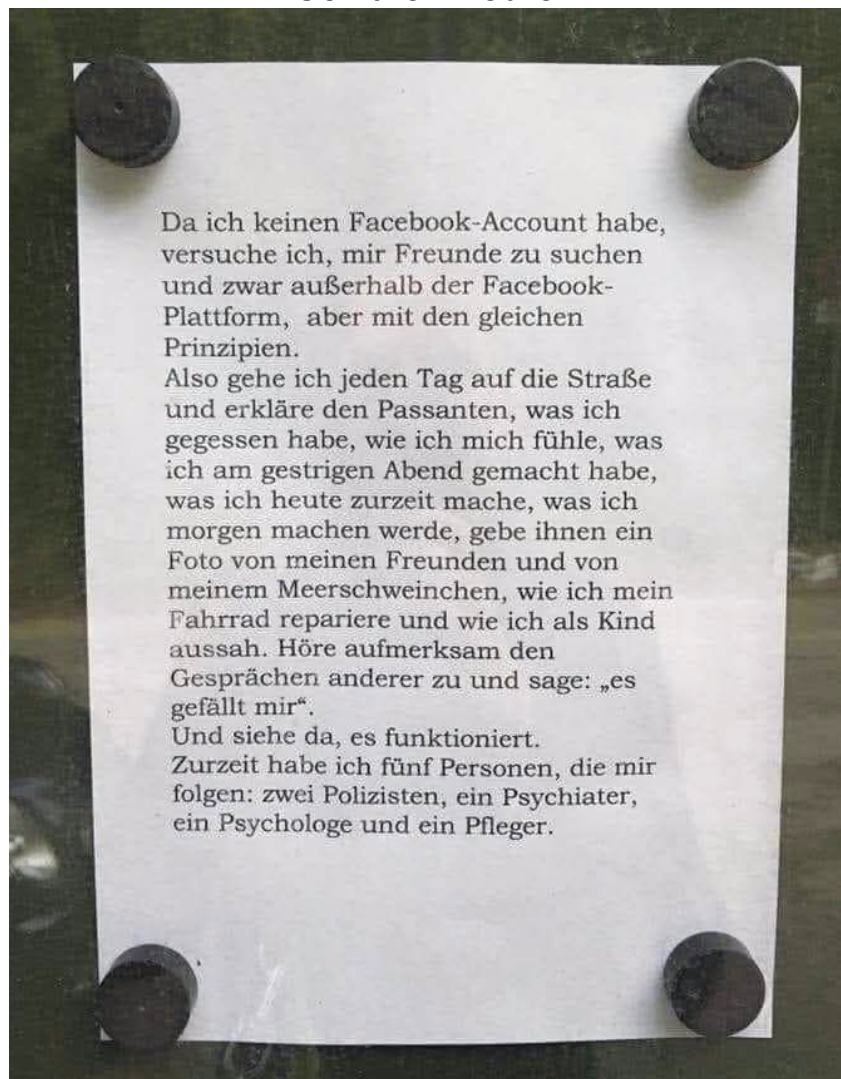 Da ich keinen Facebook-Account habe,
versuche ich, mir Freunde zu suchen
und zwar außerhalb der Facebook-
Plattform,  aber mit den gleichen
Prinzipien.
Also gehe ich jeden Tag auf die Straße
und erkläre den Passanten, was ich
gegessen habe, wie ich mich fühle, was
ich am gestrigen Abend gemacht habe,
was ich heute zurzeit mache, was ich
morgen machen werde, gebe ihnen ein
Foto von meinen Freunden und von
meinem Meerschweinchen, wie ich mein
Fahrrad repariere und wie ich als Kind
aussah. Höre aufmerksam den
Gesprächen anderer zu und sage: „es
gefällt mir“.
Und siehe da, es funktioniert.
Zurzeit habe ich fünf Personen, die mir
folgen: zwei Polizisten, ein Psychiater,
ein Psychologe und ein Pfleger.